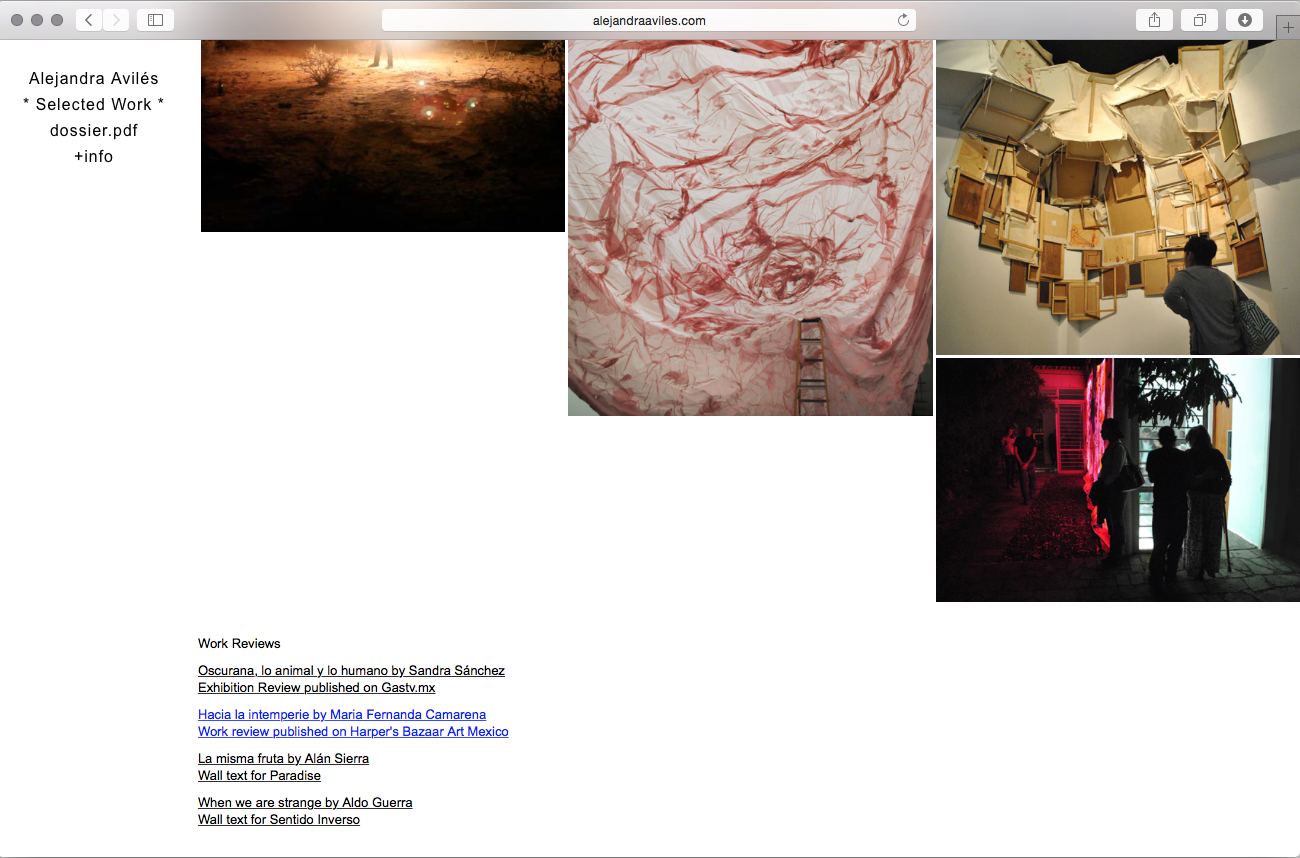 alejandraaviles.com
Alejandra Avilés
* Selected Work *
dossier.pdf
+info
Work Reviews
Oscurana, lo animal y lo humano by Sandra Sánchez
Exhibition Review published on Gastv.mx
Hacia la intemperie by Maria Fernanda Camarena
Work review published on Harper's Bazaar Art Mexico
La misma fruta by Alán Sierra
Wall text for Paradise
When we are strange by Aldo Guerra
Wall text for Sentido Inverso